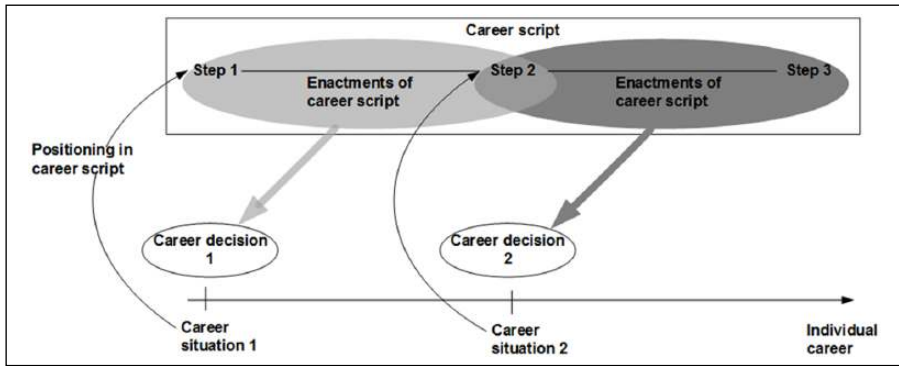 Career script
Step 1
Step 2
Step 3
Enactments of
career script
Enactments of
career script
Positioning in
career script
Career decision
1
Career decision
2
Career
situation 1
Career
situation 2
Individual
career